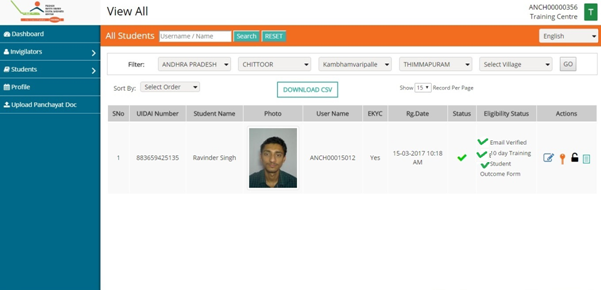 View All
ANCH00000356
Training Centre
T
Dashboard
Invigilators
Students
Profile
Upload Panchayat Doc
All Students
Username / Name
Search
RESET
English
Filter:
ANDHRA PRADESH
CHITTOOR
Kambhamvaripalle
THIMMAPURAM
Select Village
GO
Sort By:
Select Order
DOWNLOAD CSV
Show 15 Record Per Page
SNo UIDAI Number Student Name Photo User Name EKYC Rg.Date Status Eligibility Status Actions
1 883659425135 Ravinder Singh ANCH00015012 Yes
15-03-2017 10:18
AM
Email Verified
10 day Training
Student
Outcome Form